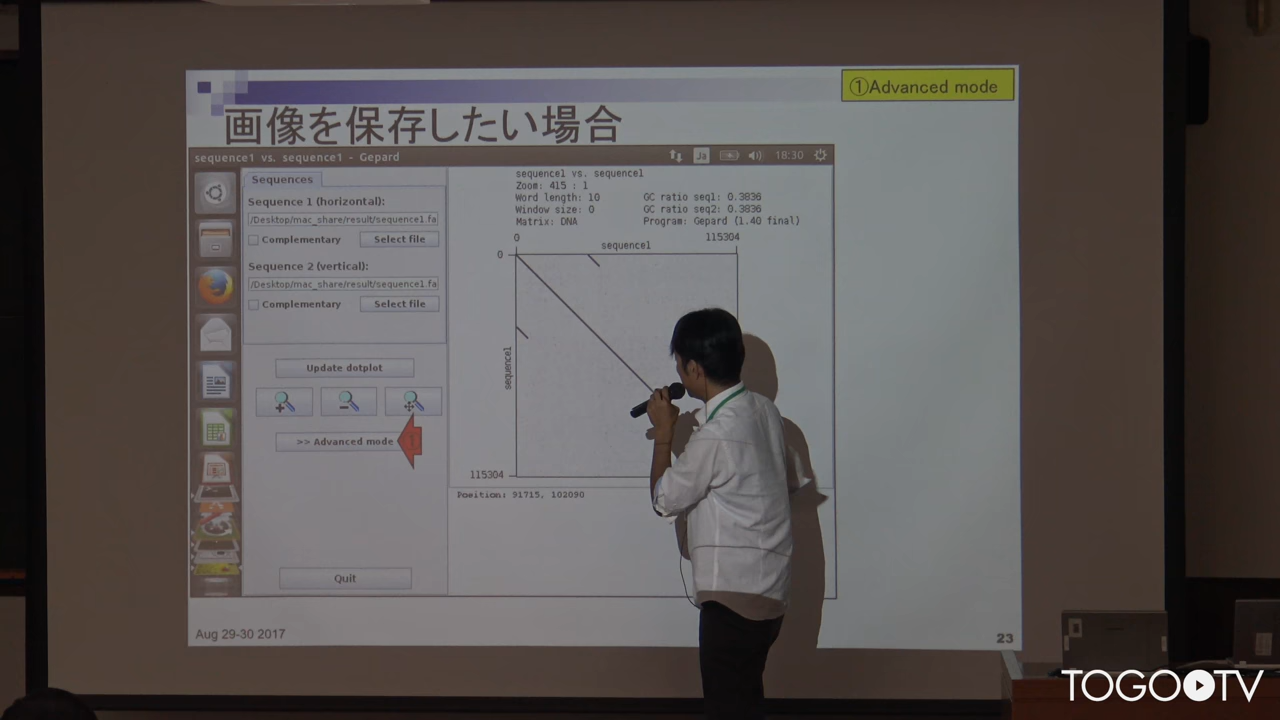 ①Advanced mode
画像を保存したい場合
sequence1 vs. sequence1 - Gepard
Ja
18:30
Sequences
Sequence 1 (horizontal):
/Desktop/mac_share/result/sequence1.fa
Complementary
Select file
Sequence 2 (vertical):
/Desktop/mac_share/result/sequence1.fa
Complementary
Select file
Update dotplot
>> Advanced mode
Quit
sequence1 vs. sequence1
Zoom: 415 : 1
Word length: 10
GC ratio seq1: 0.3836
Window size: 0
GC ratio seq2: 0.3836
Matrix: DNA
Program: Gepard (1.40 final)
0
115304
sequence1
0
sequence1
115304
Position: 91715, 102090
Aug 29-30 2017
23
TOGOTV